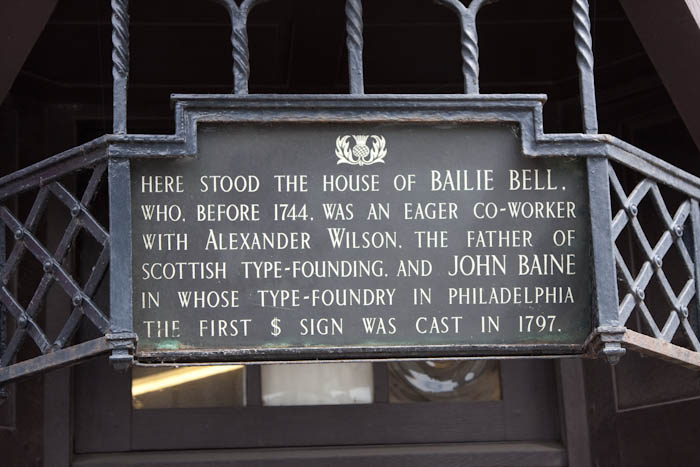 HERE STOOD THE HOUSE OF BAILIE BELL,
WHO, BEFORE 1744, WAS AN EAGER CO-WORKER
WITH ALEXANDER WILSON, THE FATHER OF
SCOTTISH TYPE-FOUNDING, AND JOHN BAINE
IN WHOSE TYPE-FOUNDRY IN PHILADELPHIA
THE FIRST $ SIGN WAS CAST IN 1797.